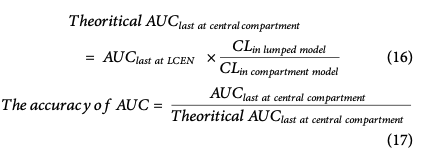 Theoritical AUC_last at central compartment
= AUC_last at LCEN × CL_in lumped model / CL_in compartment model (16)
The accuracy of AUC = AUC_last at central compartment / Theoritical AUC_last at central compartment
(17)